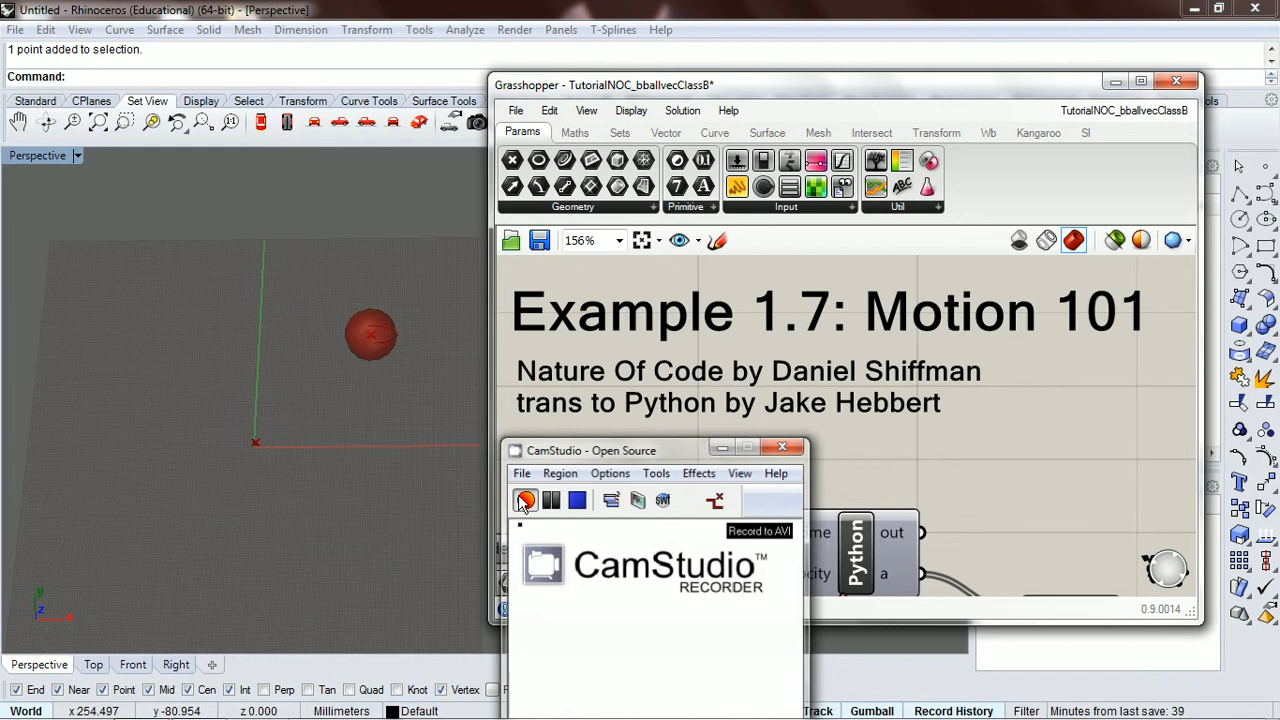 Untitled - Rhinoceros (Educational) (64-bit) - [Perspective]
File Edit View Curve Surface Solid Mesh Dimension Transform Tools Analyze Render Panels T-Splines Help
1 point added to selection.
Command:
Standard CPlanes Set View Display Select Transform Curve Tools Surface Tools
Perspective
Grasshopper - TutorialNOC_bballvecClassB*
File Edit View Display Solution Help TutorialNOC_bballvecClassB
Params Maths Sets Vector Curve Surface Mesh Intersect Transform Wb Kangaroo SI
Geometry Primitive Input Util
156%
Example 1.7: Motion 101
Nature Of Code by Daniel Shiffman
trans to Python by Jake Hebbert
CamStudio - Open Source
File Region Options Tools Effects View Help
Record to AVI
CamStudio™
RECORDER
Python
out
a
0.9.0014
y
z
Perspective Top Front Right
End Near Point Mid Cen Int Perp Tan Quad Knot Vertex
World x 254.497 y -80.954 z 0.000 Millimeters Default Track Gumball Record History Filter Minutes from last save: 39